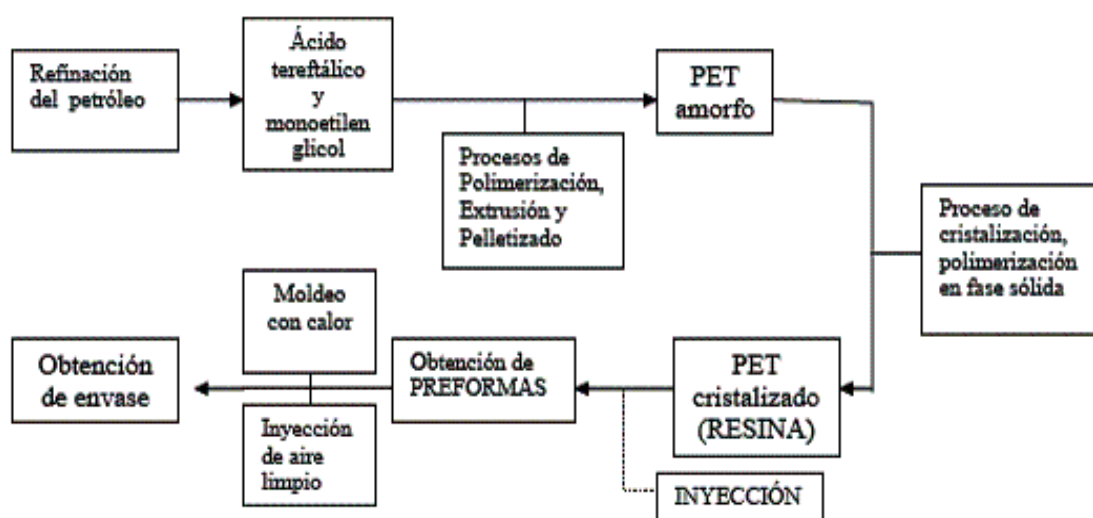 Refinación
del petróleo
Ácido
tereftálico
y
monoetilen
glicol
Procesos de
Polimerización,
Extrusión y
Pelletizado
PET
amorfo
Proceso de
cristalización,
polimerización
en fase sólida
PET
cristalizado
(RESINA)
INYECCIÓN
Obtención de
PREFORMAS
Moldeo
con calor
Inyección
de aire
limpio
Obtención
de envase